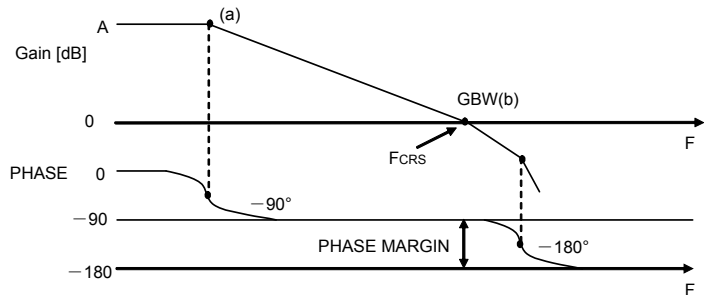 (a)
A
Gain [dB]
GBW(b)
0
FCRS
F
PHASE
0
−90°
−90
PHASE MARGIN
−180°
−180
F